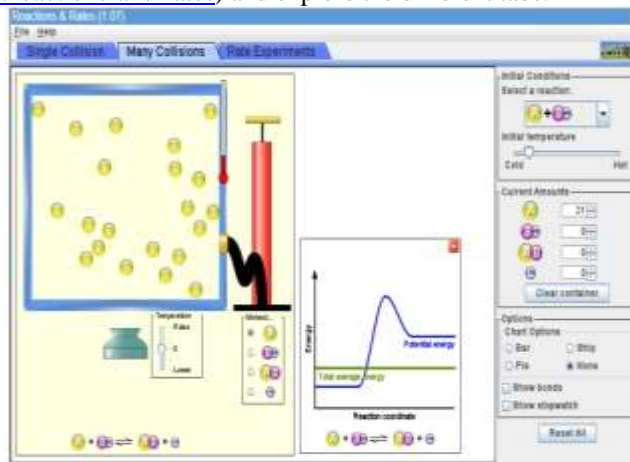 Reactions & Rates (1.07)
File Help
Single Collision Many Collisions Rate Experiments
Initial Conditions
Select a reaction
Initial temperature
Cold Hot
Current Amounts
21
0
0
0
Clear container
Options
Chart Options
Bar Strip
Pie None
Show bonds
Show stopwatch
Reset All
Temperature
Raise
0
Lower
Energy
Potential energy
Total average energy
Reaction coordinate